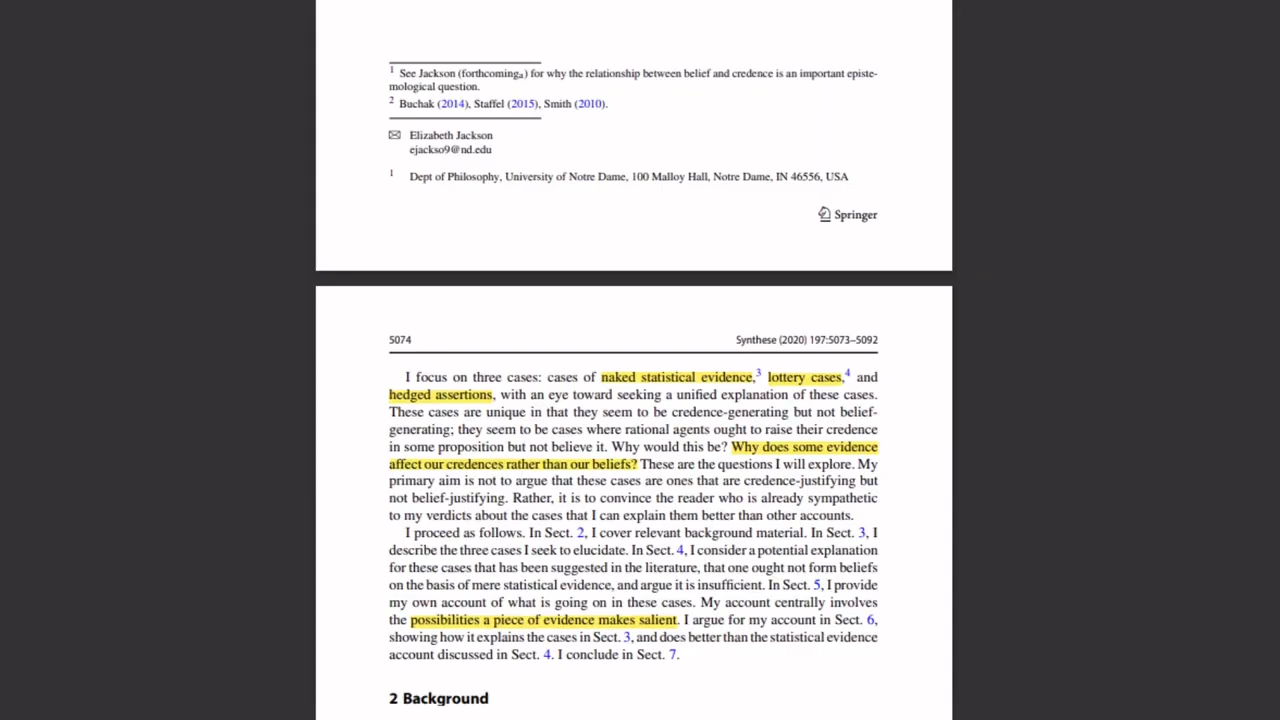 1 See Jackson (forthcominga) for why the relationship between belief and credence is an important episte-
mological question.
2 Buchak (2014), Staffel (2015), Smith (2010).
Elizabeth Jackson
ejackso9@nd.edu
1 Dept of Philosophy, University of Notre Dame, 100 Malloy Hall, Notre Dame, IN 46556, USA
Springer
5074 Synthese (2020) 197:5073–5092
I focus on three cases: cases of naked statistical evidence,3 lottery cases,4 and
hedged assertions, with an eye toward seeking a unified explanation of these cases.
These cases are unique in that they seem to be credence-generating but not belief-
generating; they seem to be cases where rational agents ought to raise their credence
in some proposition but not believe it. Why would this be? Why does some evidence
affect our credences rather than our beliefs? These are the questions I will explore. My
primary aim is not to argue that these cases are ones that are credence-justifying but
not belief-justifying. Rather, it is to convince the reader who is already sympathetic
to my verdicts about the cases that I can explain them better than other accounts.
I proceed as follows. In Sect. 2, I cover relevant background material. In Sect. 3, I
describe the three cases I seek to elucidate. In Sect. 4, I consider a potential explanation
for these cases that has been suggested in the literature, that one ought not form beliefs
on the basis of mere statistical evidence, and argue it is insufficient. In Sect. 5, I provide
my own account of what is going on in these cases. My account centrally involves
the possibilities a piece of evidence makes salient. I argue for my account in Sect. 6,
showing how it explains the cases in Sect. 3, and does better than the statistical evidence
account discussed in Sect. 4. I conclude in Sect. 7.
2 Background